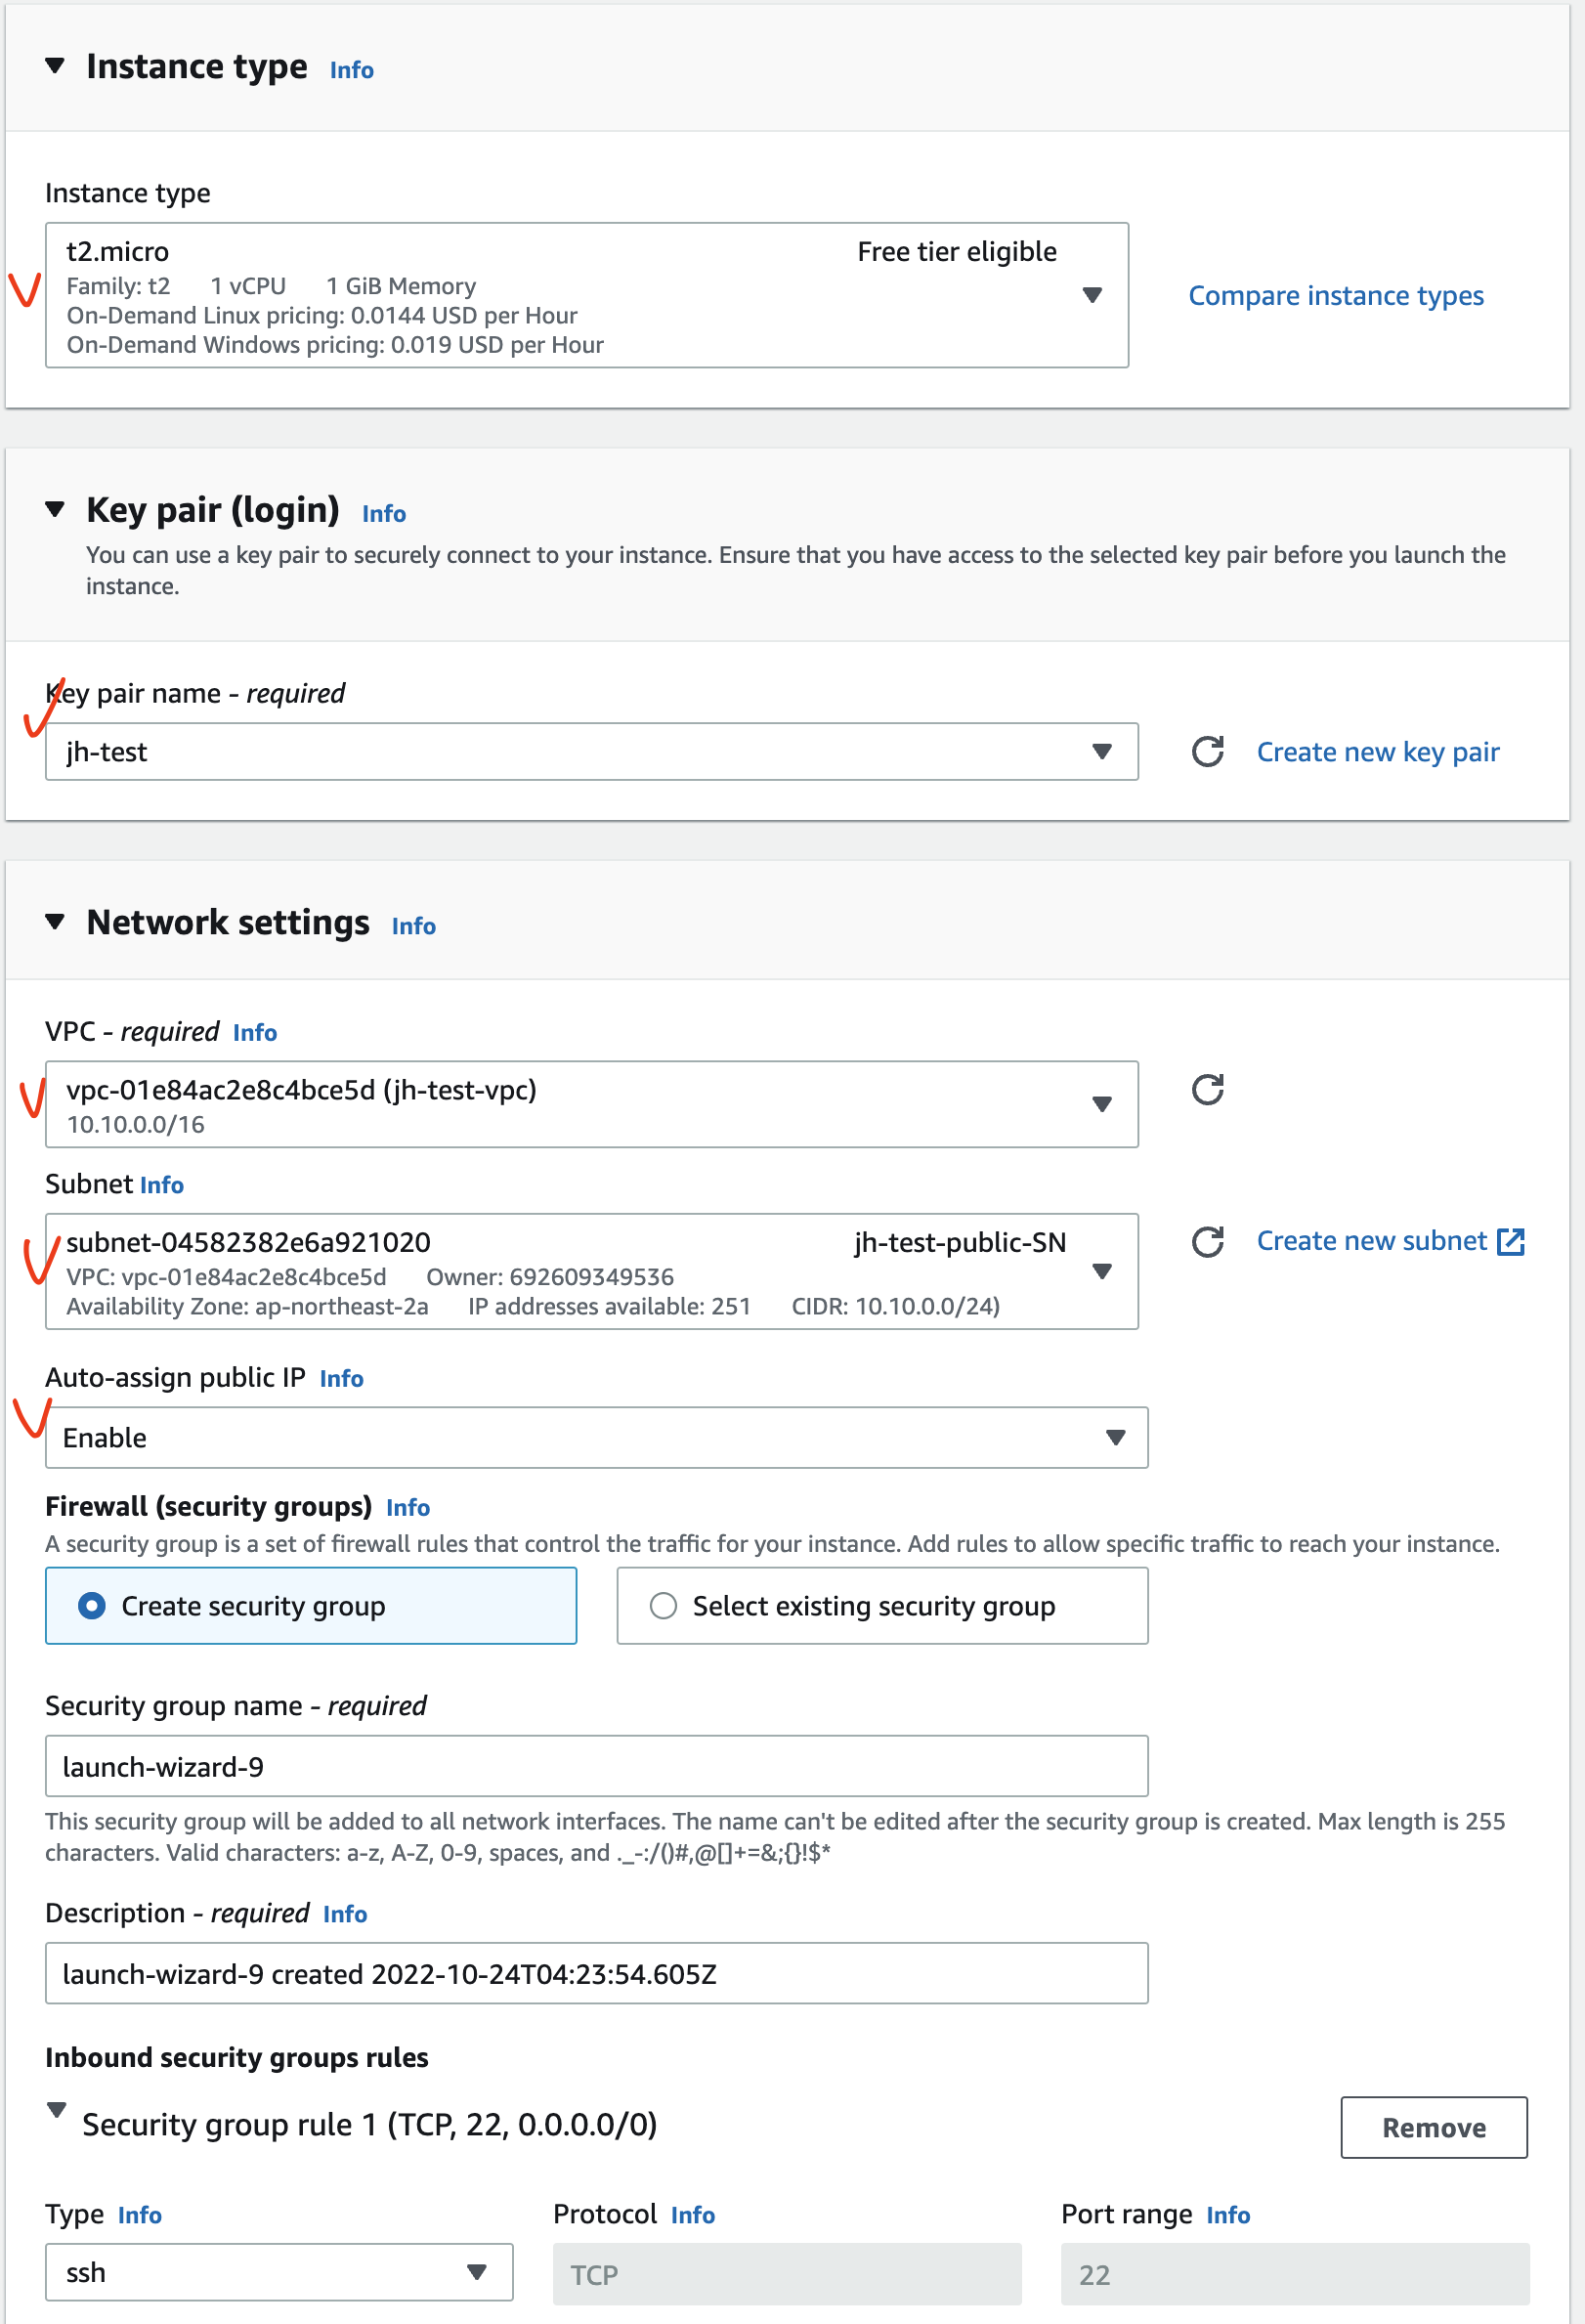 Instance type Info
Instance type
t2.micro Free tier eligible
Family: t2 1 vCPU 1 GiB Memory
On-Demand Linux pricing: 0.0144 USD per Hour
On-Demand Windows pricing: 0.019 USD per Hour
Compare instance types
Key pair (login) Info
You can use a key pair to securely connect to your instance. Ensure that you have access to the selected key pair before you launch the
instance.
Key pair name - required
jh-test
Create new key pair
Network settings Info
VPC - required Info
vpc-01e84ac2e8c4bce5d (jh-test-vpc)
10.10.0.0/16
Subnet Info
subnet-04582382e6a921020 jh-test-public-SN
VPC: vpc-01e84ac2e8c4bce5d Owner: 692609349536
Availability Zone: ap-northeast-2a IP addresses available: 251 CIDR: 10.10.0.0/24)
Create new subnet
Auto-assign public IP Info
Enable
Firewall (security groups) Info
A security group is a set of firewall rules that control the traffic for your instance. Add rules to allow specific traffic to reach your instance.
Create security group Select existing security group
Security group name - required
launch-wizard-9
This security group will be added to all network interfaces. The name can't be edited after the security group is created. Max length is 255
characters. Valid characters: a-z, A-Z, 0-9, spaces, and ._-:/()#,@[]+=&;{}!$*
Description - required Info
launch-wizard-9 created 2022-10-24T04:23:54.605Z
Inbound security groups rules
Security group rule 1 (TCP, 22, 0.0.0.0/0)
Remove
Type Info Protocol Info Port range Info
ssh TCP 22